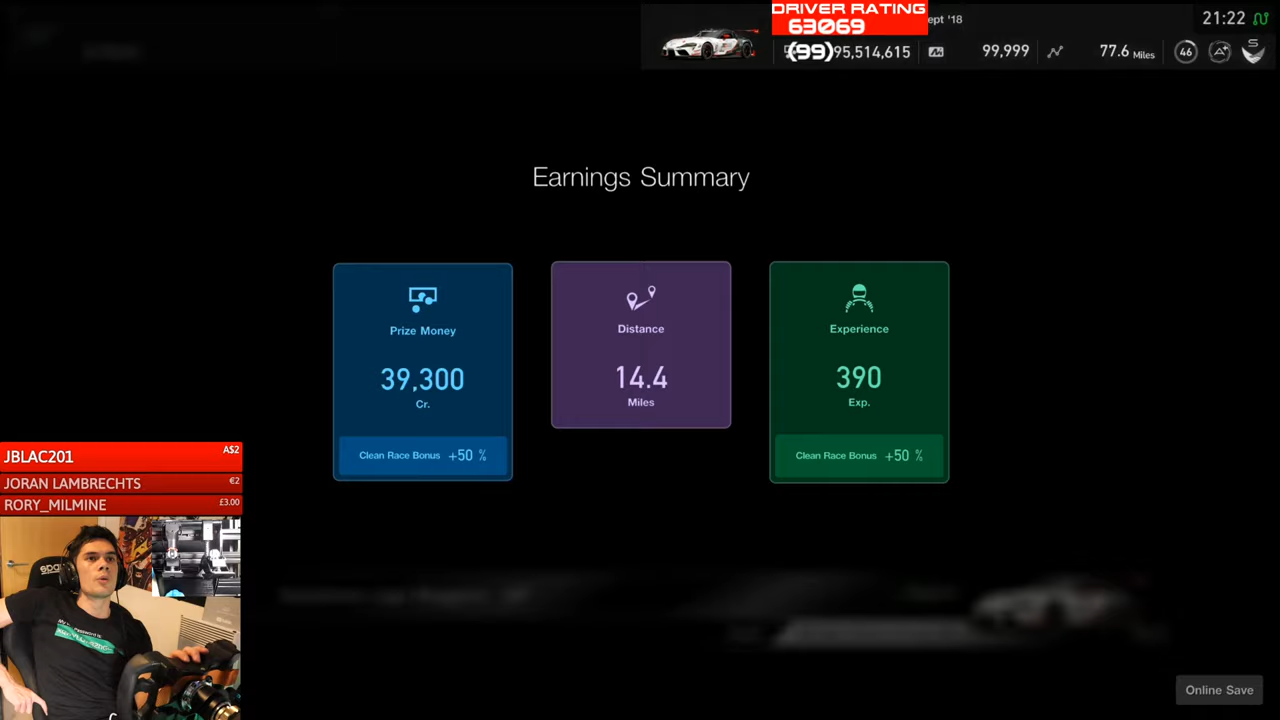 DRIVER RATING
63069
ept '18
21:22
(99)
95,514,615
99,999
77.6 Miles
46
A+
S
Earnings Summary
Prize Money
39,300
Cr.
Clean Race Bonus +50 %
Distance
14.4
Miles
Experience
390
Exp.
Clean Race Bonus +50 %
JBLAC201 A$2
JORAN LAMBRECHTS €2
RORY_MILMINE £3.00
Online Save